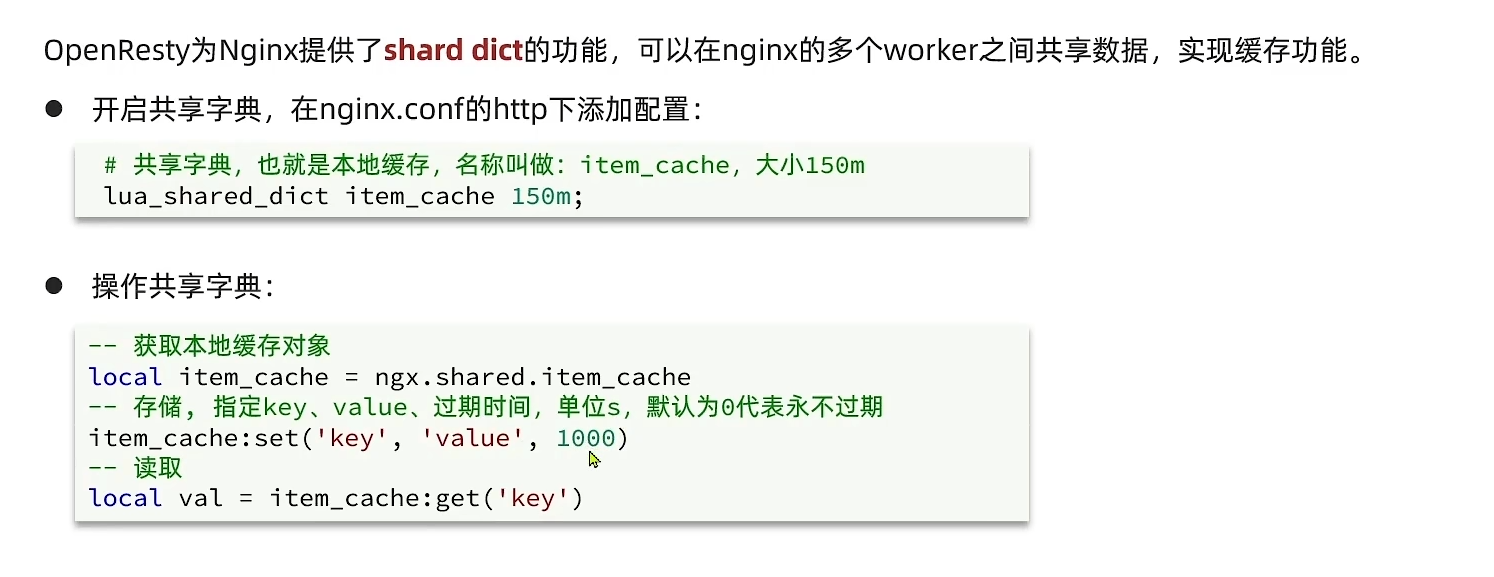 OpenResty为Nginx提供了shard dict的功能，可以在nginx的多个worker之间共享数据，实现缓存功能。
● 开启共享字典，在nginx.conf的http下添加配置：
# 共享字典，也就是本地缓存，名称叫做：item_cache，大小150m
lua_shared_dict item_cache 150m;
● 操作共享字典：
-- 获取本地缓存对象
local item_cache = ngx.shared.item_cache
-- 存储, 指定key、value、过期时间，单位s，默认为0代表永不过期
item_cache:set('key', 'value', 1000)
-- 读取
local val = item_cache:get('key')